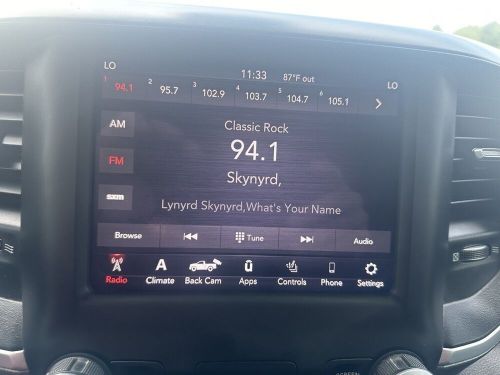 LO 11:33 87°F out LO
1 94.1 2 95.7 3 102.9 4 103.7 5 104.7 6 105.1
AM
FM
sxm
Classic Rock
94.1
Skynyrd,
Lynyrd Skynyrd,What's Your Name
Browse Tune Audio
Radio Climate Back Cam Apps Controls Phone Settings
SCREEN